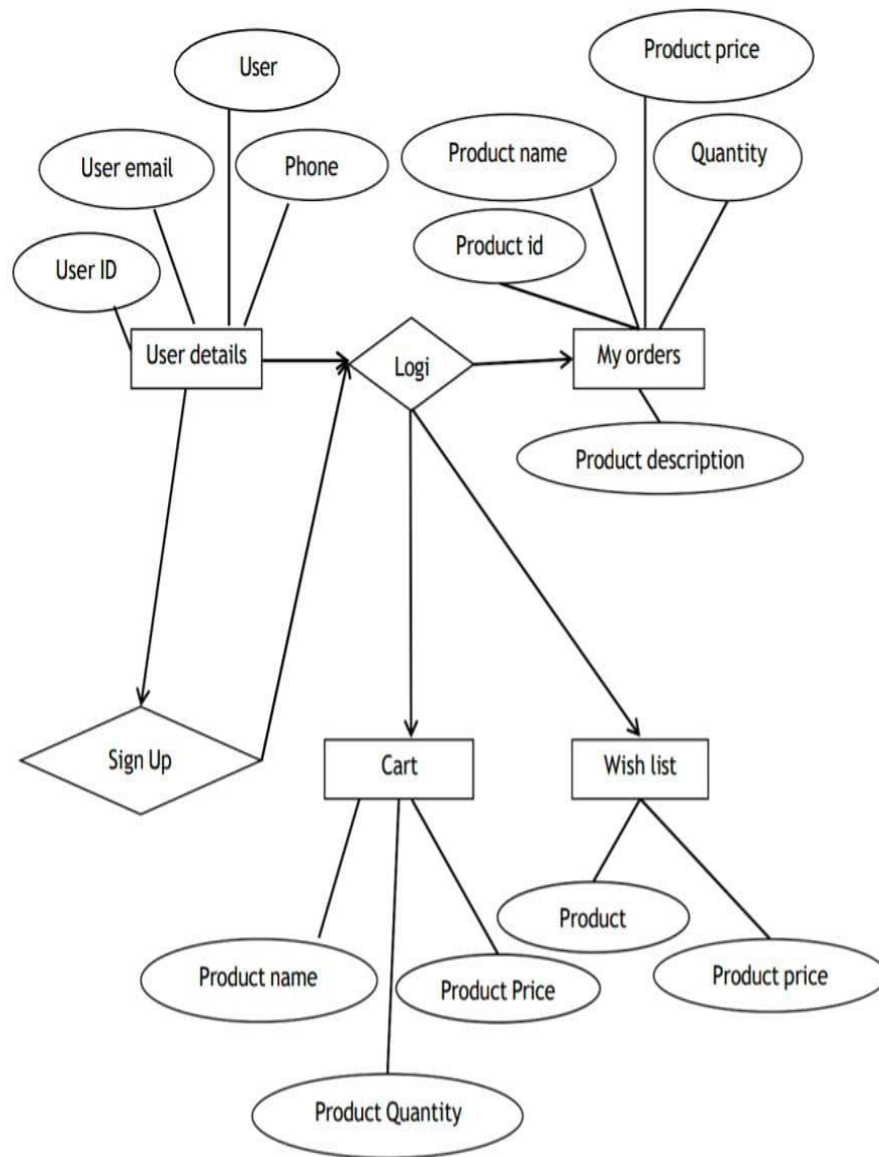 User
Product price
User email
Phone
Product name
Quantity
User ID
Product id
User details
Logi
My orders
Product description
Sign Up
Cart
Wish list
Product
Product name
Product Price
Product price
Product Quantity